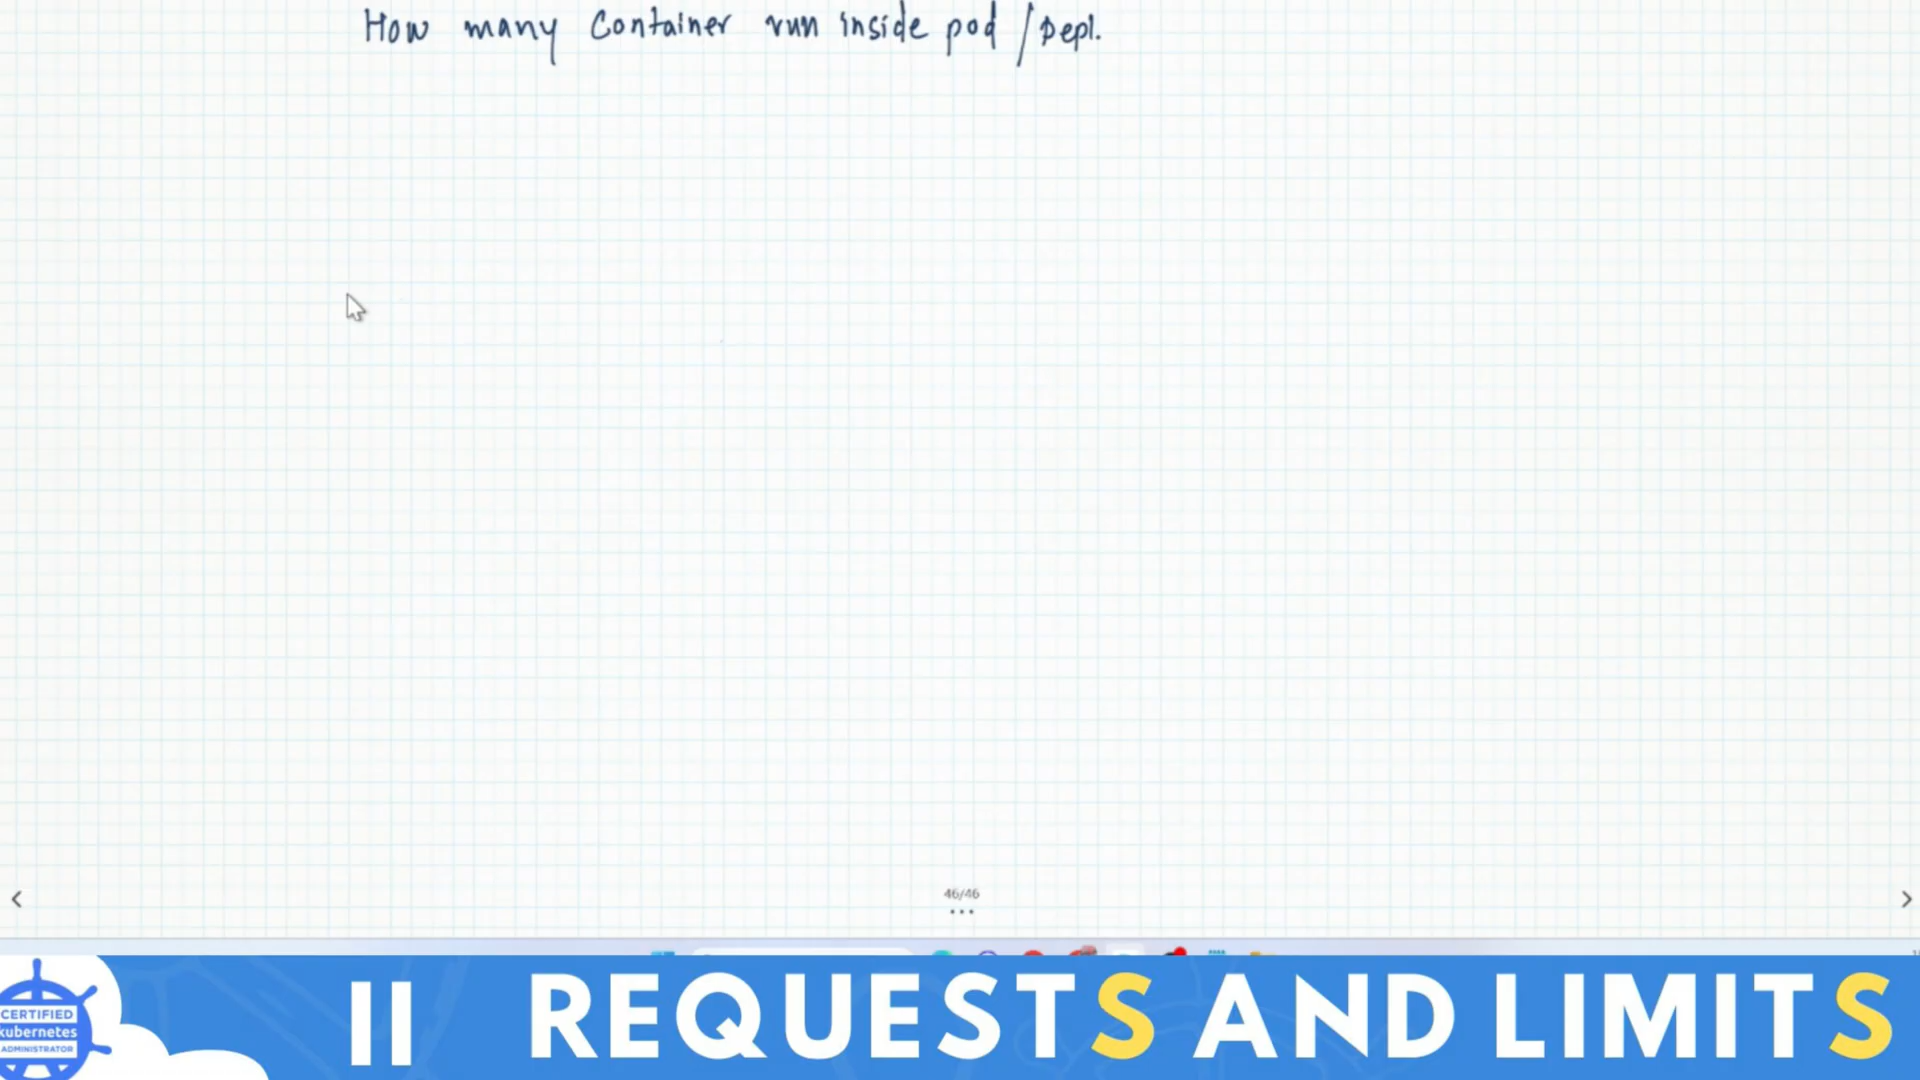 How many Container run inside pod / Depl.
46/46
CERTIFIED
kubernetes
ADMINISTRATOR
II REQUESTS AND LIMITS